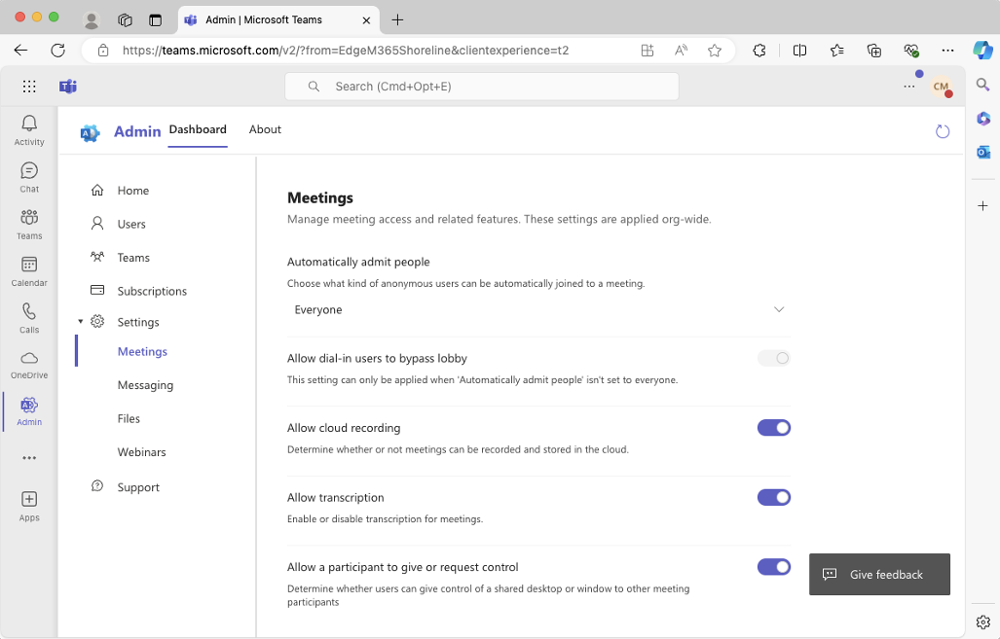 Admin | Microsoft Teams
https://teams.microsoft.com/v2/?from=EdgeM365Shoreline&clientexperience=t2
Search (Cmd+Opt+E)
CM
Activity
Chat
Teams
Calendar
Calls
OneDrive
Admin
Apps
Admin
Dashboard
About
Home
Users
Teams
Subscriptions
Settings
Meetings
Messaging
Files
Webinars
Support
Meetings
Manage meeting access and related features. These settings are applied org-wide.
Automatically admit people
Choose what kind of anonymous users can be automatically joined to a meeting.
Everyone
Allow dial-in users to bypass lobby
This setting can only be applied when 'Automatically admit people' isn't set to everyone.
Allow cloud recording
Determine whether or not meetings can be recorded and stored in the cloud.
Allow transcription
Enable or disable transcription for meetings.
Allow a participant to give or request control
Determine whether users can give control of a shared desktop or window to other meeting
participants
Give feedback